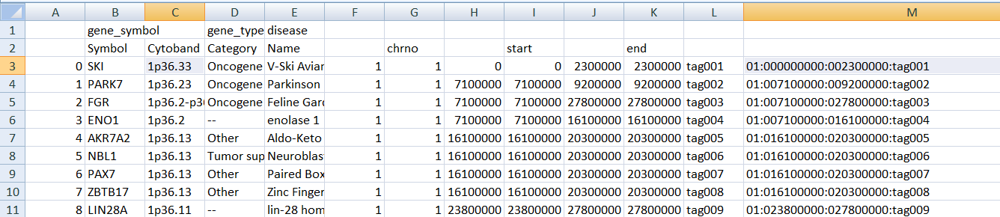 A B C D E F G H I J K L M
1 gene_symbol gene_type disease
2 Symbol Cytoband Category Name chrno start end
3 0 SKI 1p36.33 Oncogene V-Ski Avian 1 1 0 0 2300000 2300000 tag001 01:000000000:002300000:tag001
4 1 PARK7 1p36.23 Oncogene Parkinson 1 1 7100000 7100000 9200000 9200000 tag002 01:007100000:009200000:tag002
5 2 FGR 1p36.2-p36 Oncogene Feline Gard 1 1 7100000 7100000 27800000 27800000 tag003 01:007100000:027800000:tag003
6 3 ENO1 1p36.2 -- enolase 1 1 1 7100000 7100000 16100000 16100000 tag004 01:007100000:016100000:tag004
7 4 AKR7A2 1p36.13 Other Aldo-Keto 1 1 16100000 16100000 20300000 20300000 tag005 01:016100000:020300000:tag005
8 5 NBL1 1p36.13 Tumor sup Neuroblas 1 1 16100000 16100000 20300000 20300000 tag006 01:016100000:020300000:tag006
9 6 PAX7 1p36.13 Other Paired Box 1 1 16100000 16100000 20300000 20300000 tag007 01:016100000:020300000:tag007
10 7 ZBTB17 1p36.13 Other Zinc Finger 1 1 16100000 16100000 20300000 20300000 tag008 01:016100000:020300000:tag008
11 8 LIN28A 1p36.11 -- lin-28 hom 1 1 23800000 23800000 27800000 27800000 tag009 01:023800000:027800000:tag009